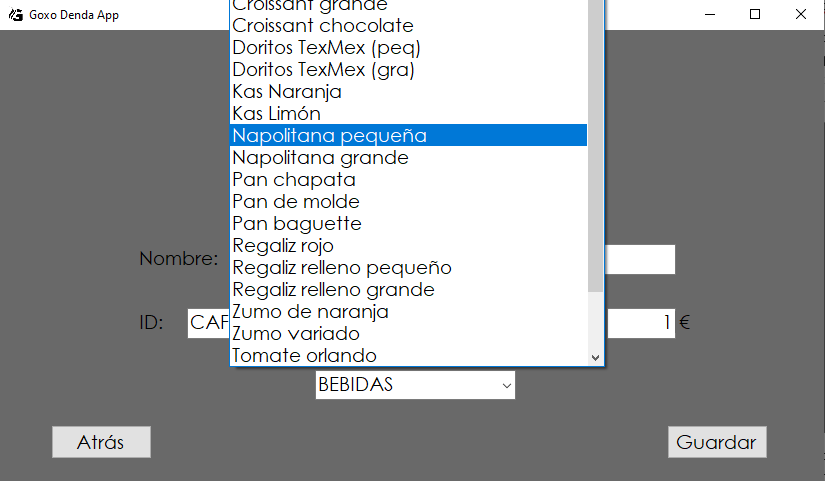 Goxo Denda App
Croissant grande
Croissant chocolate
Doritos TexMex (peq)
Doritos TexMex (gra)
Kas Naranja
Kas Limón
Napolitana pequeña
Napolitana grande
Pan chapata
Pan de molde
Pan baguette
Regaliz rojo
Nombre:
Regaliz relleno pequeño
Regaliz relleno grande
Zumo de naranja
ID: CAF 1 €
Zumo variado
Tomate orlando
BEBIDAS
Atrás Guardar